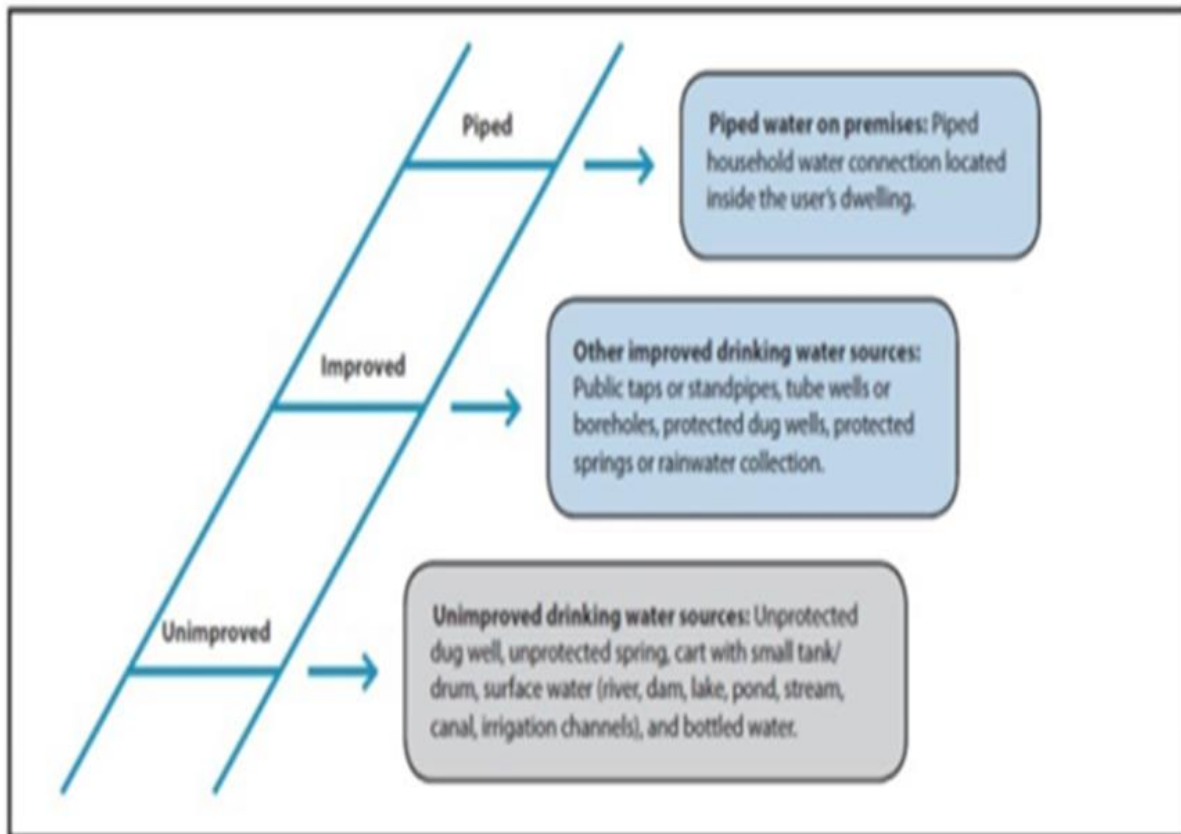 Piped
Piped water on premises: Piped
household water connection located
inside the user's dwelling.
Improved
Other improved drinking water sources:
Public taps or standpipes, tube wells or
boreholes, protected dug wells, protected
springs or rainwater collection.
Unimproved
Unimproved drinking water sources: Unprotected
dug well, unprotected spring, cart with small tank/
drum, surface water (river, dam, lake, pond, stream,
canal, irrigation channels), and bottled water.